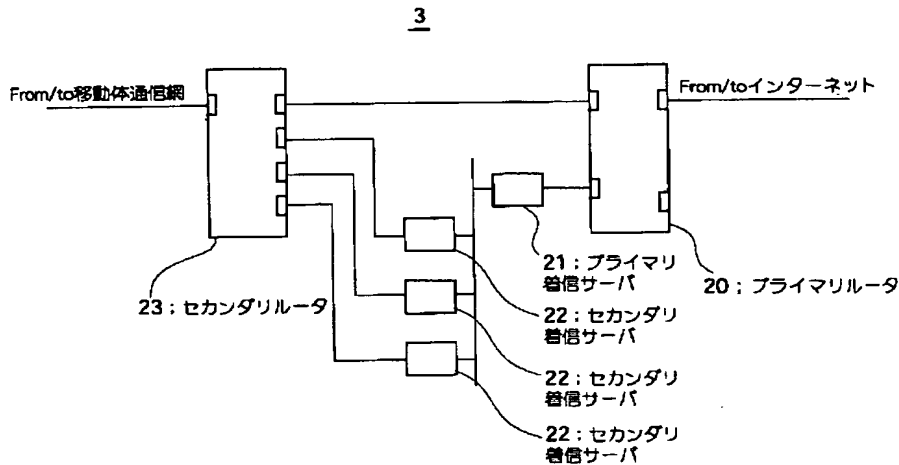 3
From/to移動体通信網
From/toインターネット
21；プライマリ
着信サーバ
20；プライマリルータ
23；セカンダリルータ
22；セカンダリ
着信サーバ
22；セカンダリ
着信サーバ
22；セカンダリ
着信サーバ